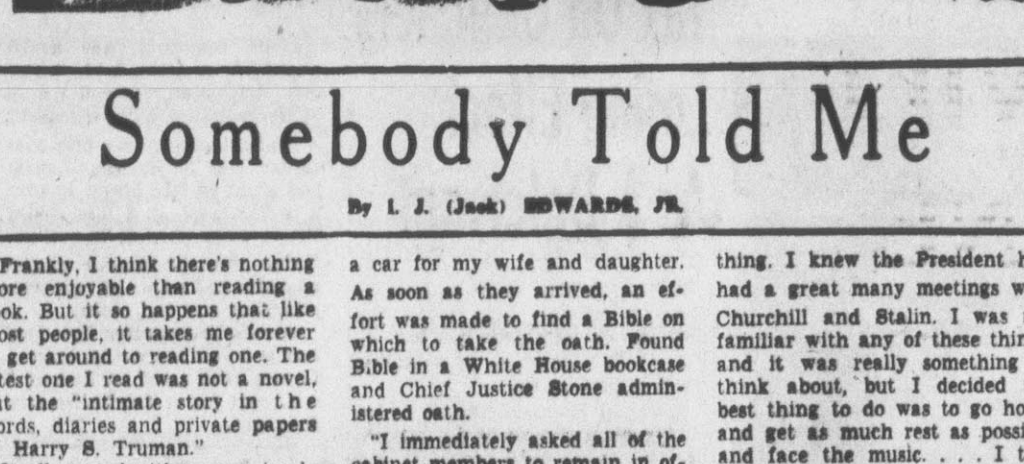 Somebody Told Me
By I. J. (Jack) EDWARDS, JR.
Frankly, I think there's nothing
ore enjoyable than reading a
ok. But it so happens that like
ost people, it takes me forever
get around to reading one. The
test one I read was not a novel,
t the "intimate story in the
ords, diaries and private papers
Harry S. Truman."
a car for my wife and daughter.
As soon as they arrived, an ef-
fort was made to find a Bible on
which to take the oath. Found
Bible in a White House bookcase
and Chief Justice Stone admin-
istered oath.
"I immediately asked all of the
cabinet members to remain in of-
thing. I knew the President h
had a great many meetings w
Churchill and Stalin. I was
familiar with any of these thin
and it was really something
think about, but I decided
best thing to do was to go ho
and get as much rest as possi
and face the music. . . . I t